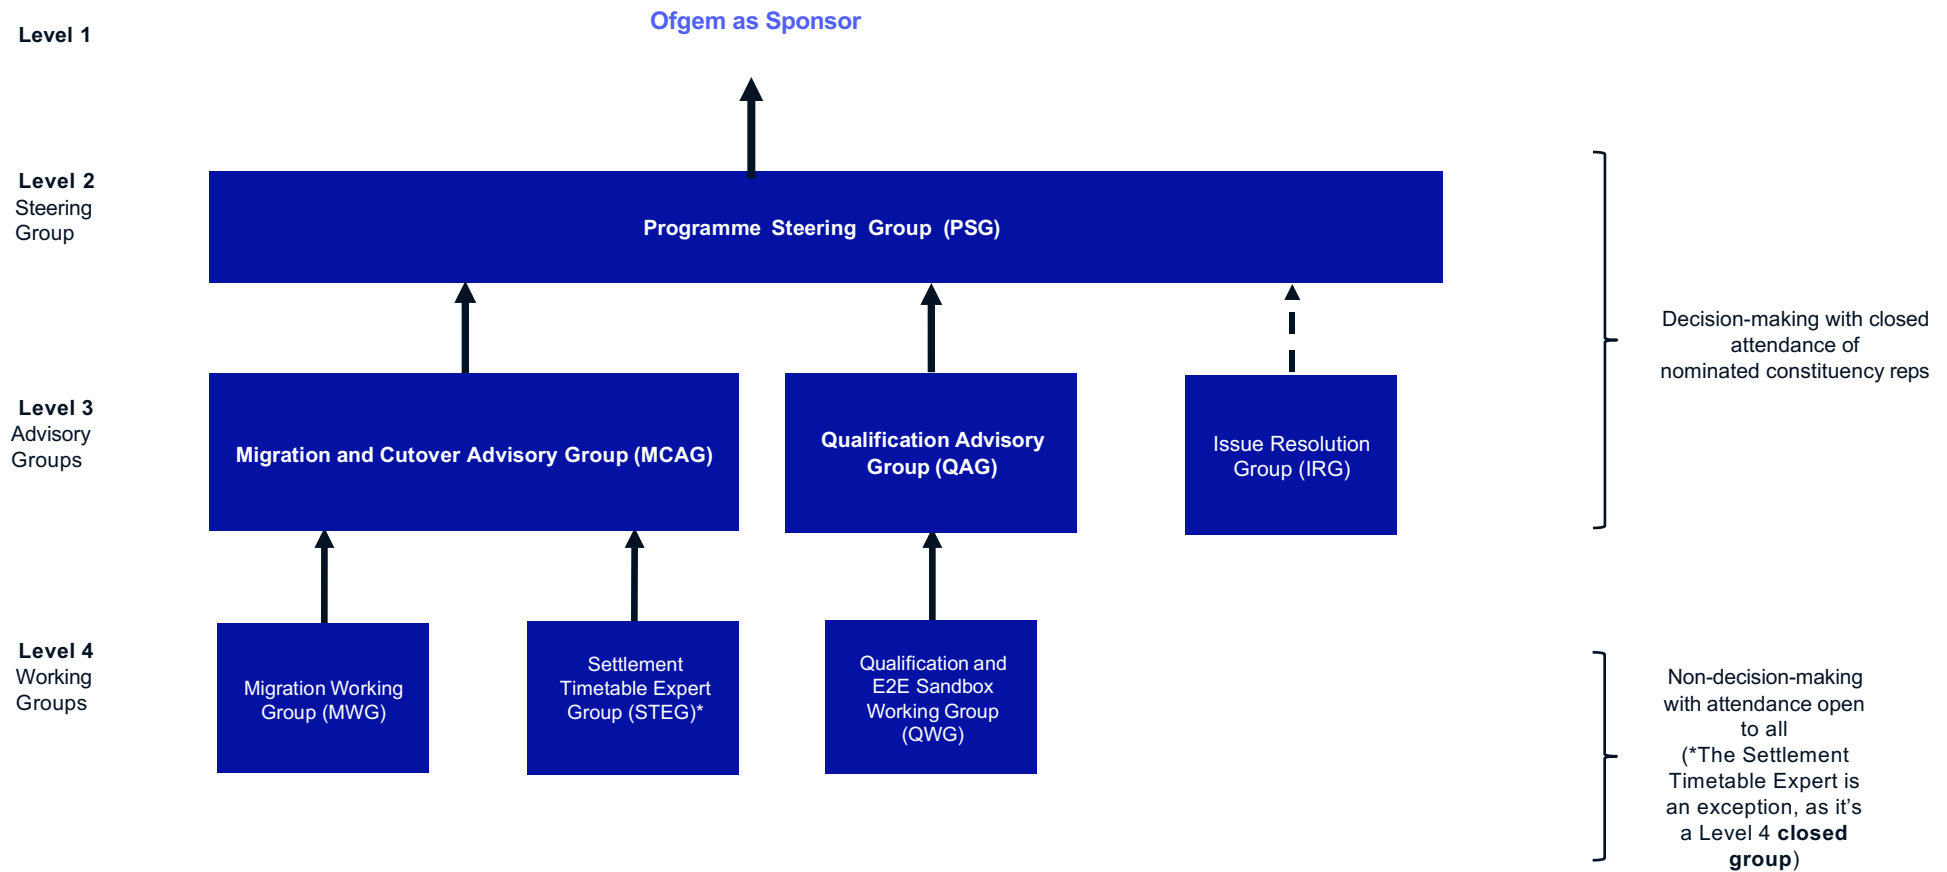 Ofgem as Sponsor
Level 1
Level 2
Steering
Group
Programme Steering Group (PSG)
Decision-making with closed
attendance of
nominated constituency reps
Level 3
Advisory
Groups
Migration and Cutover Advisory Group (MCAG)
Qualification Advisory
Group (QAG)
Issue Resolution
Group (IRG)
Level 4
Working
Groups
Migration Working
Group (MWG)
Settlement
Timetable Expert
Group (STEG)*
Qualification and
E2E Sandbox
Working Group
(QWG)
Non-decision-making
with attendance open
to all
(*The Settlement
Timetable Expert is
an exception, as it's
a Level 4 closed
group)